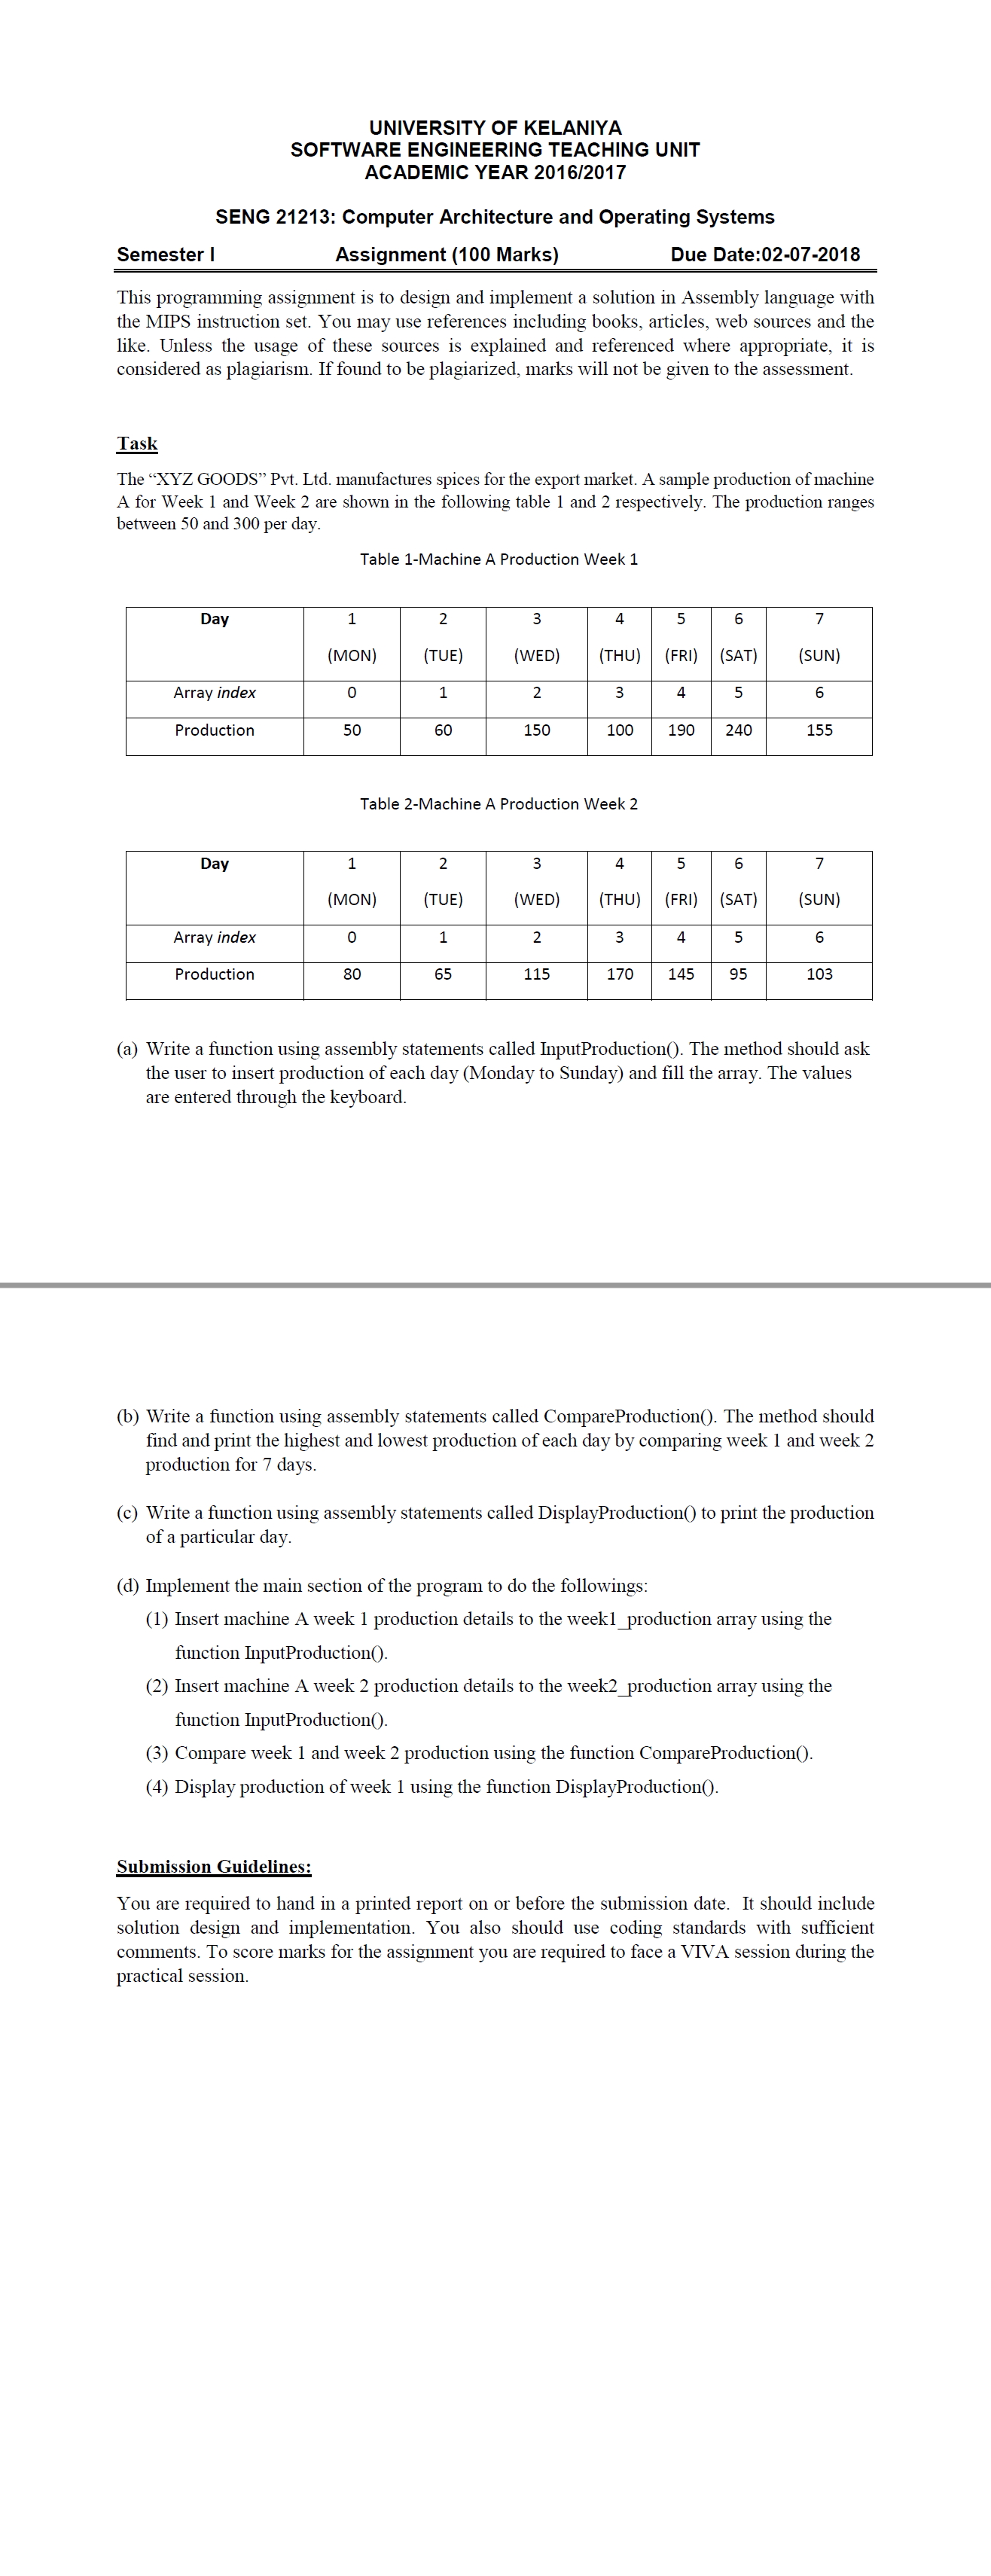 UNIVERSITY OF KELANIYA
SOFTWARE ENGINEERING TEACHING UNIT
ACADEMIC YEAR 2016/2017
SENG 21213: Computer Architecture and Operating Systems
Semester I Assignment (100 Marks) Due Date:02-07-2018
This programming assignment is to design and implement a solution in Assembly language with
the MIPS instruction set. You may use references including books, articles, web sources and the
like. Unless the usage of these sources is explained and referenced where appropriate, it is
considered as plagiarism. If found to be plagiarized, marks will not be given to the assessment.
Task
The “XYZ GOODS” Pvt. Ltd. manufactures spices for the export market. A sample production of machine
A for Week 1 and Week 2 are shown in the following table 1 and 2 respectively. The production ranges
between 50 and 300 per day.
Table 1-Machine A Production Week 1
Day 1 2 3 4 5 6 7
(MON) (TUE) (WED) (THU) (FRI) (SAT) (SUN)
Array index 0 1 2 3 4 5 6
Production 50 60 150 100 190 240 155
Table 2-Machine A Production Week 2
Day 1 2 3 4 5 6 7
(MON) (TUE) (WED) (THU) (FRI) (SAT) (SUN)
Array index 0 1 2 3 4 5 6
Production 80 65 115 170 145 95 103
(a) Write a function using assembly statements called InputProduction(). The method should ask
the user to insert production of each day (Monday to Sunday) and fill the array. The values
are entered through the keyboard.
(b) Write a function using assembly statements called CompareProduction(). The method should
find and print the highest and lowest production of each day by comparing week 1 and week 2
production for 7 days.
(c) Write a function using assembly statements called DisplayProduction() to print the production
of a particular day.
(d) Implement the main section of the program to do the followings:
(1) Insert machine A week 1 production details to the week1_production array using the
function InputProduction().
(2) Insert machine A week 2 production details to the week2_production array using the
function InputProduction().
(3) Compare week 1 and week 2 production using the function CompareProduction().
(4) Display production of week 1 using the function DisplayProduction().
Submission Guidelines:
You are required to hand in a printed report on or before the submission date. It should include
solution design and implementation. You also should use coding standards with sufficient
comments. To score marks for the assignment you are required to face a VIVA session during the
practical session.